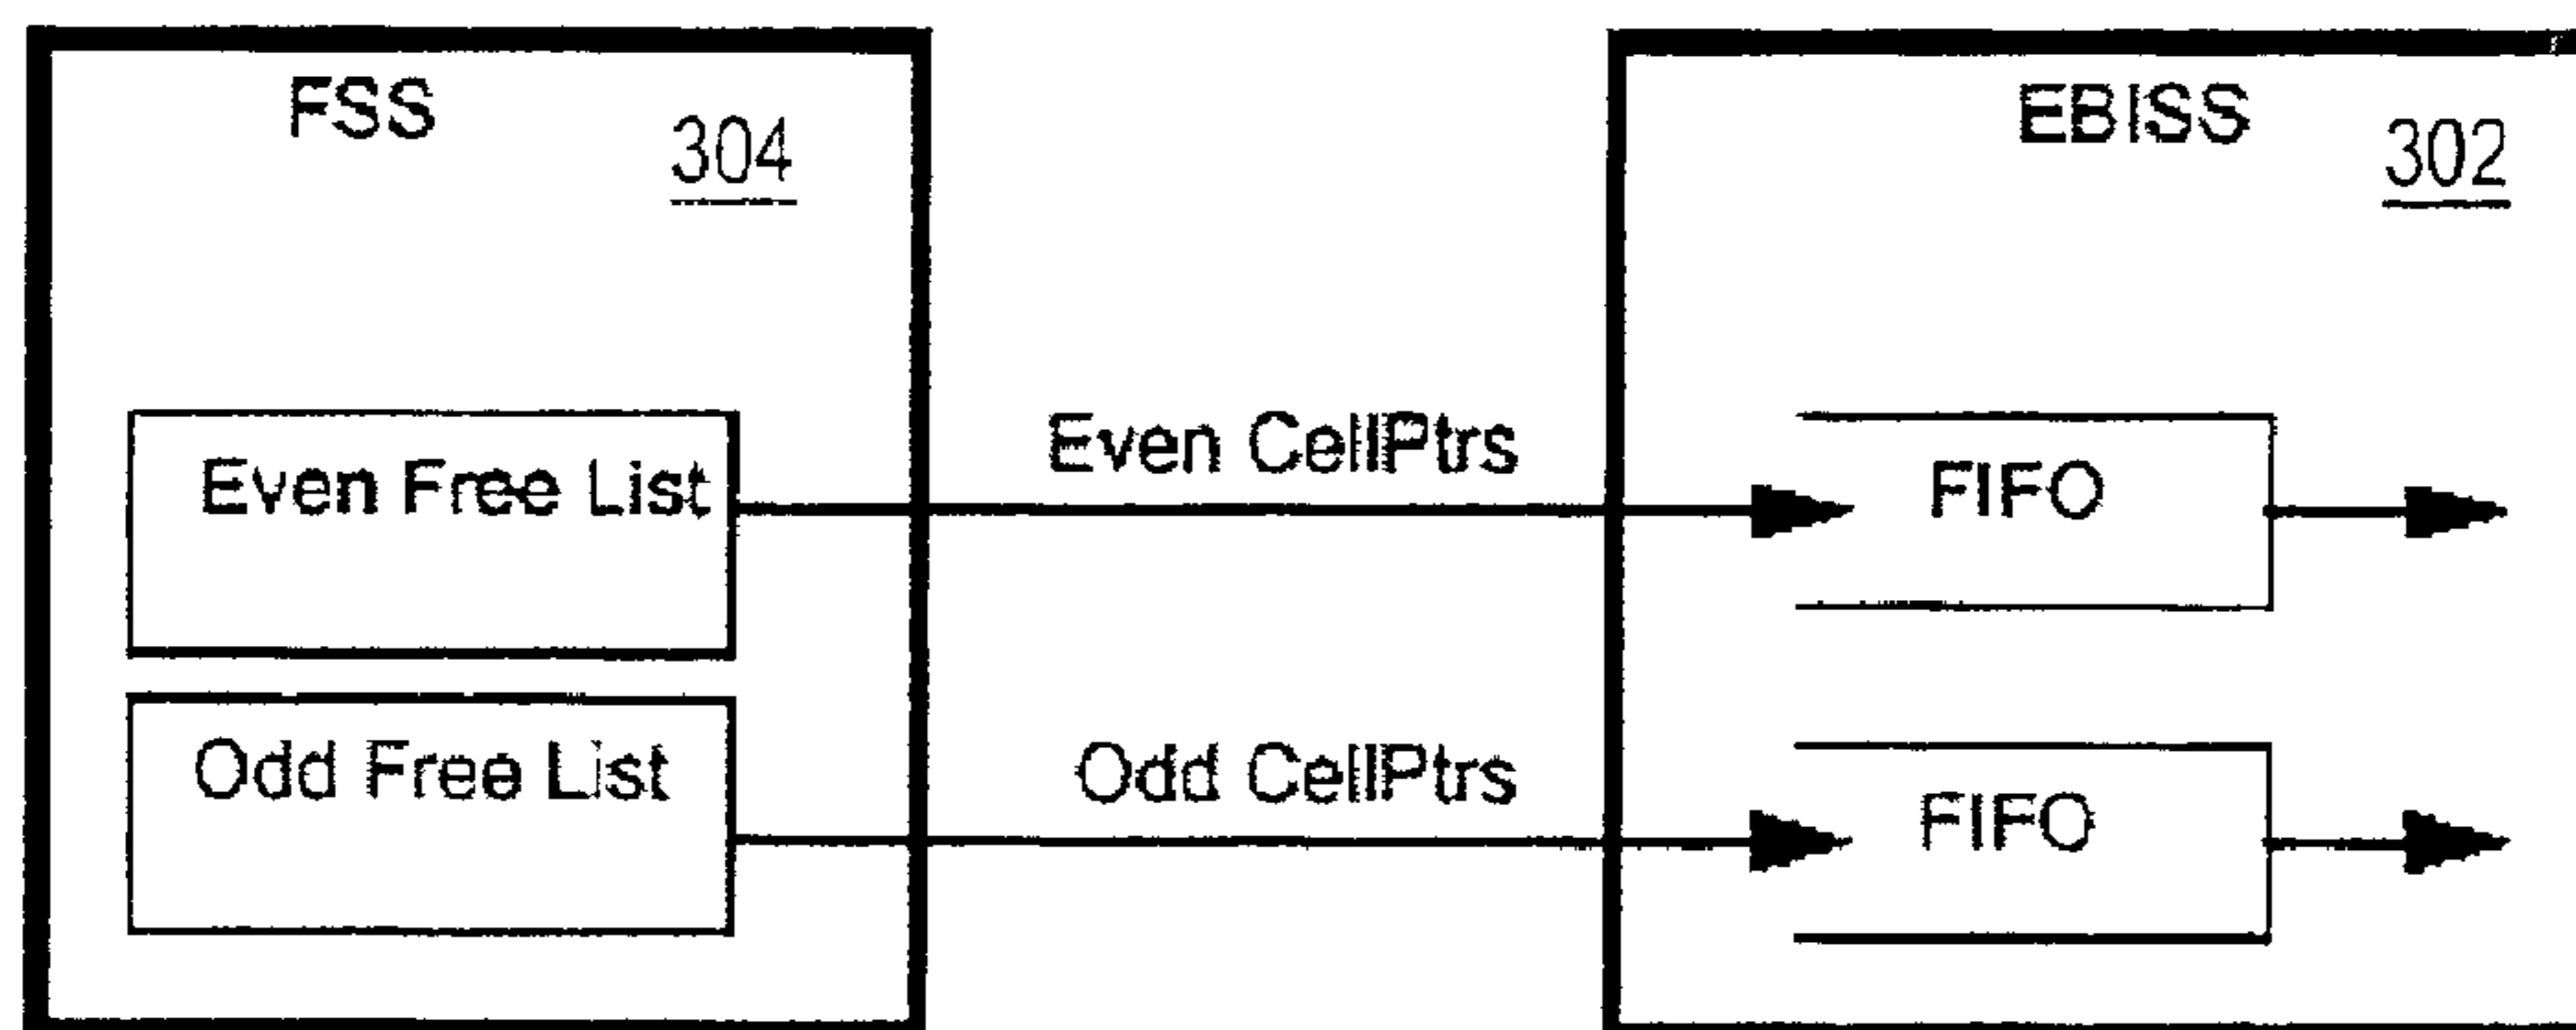 FSS
304
EBISS
302
Even Free List
Even CellPtrs
FIFO
Odd Free List
Odd CellPtrs
FIFO